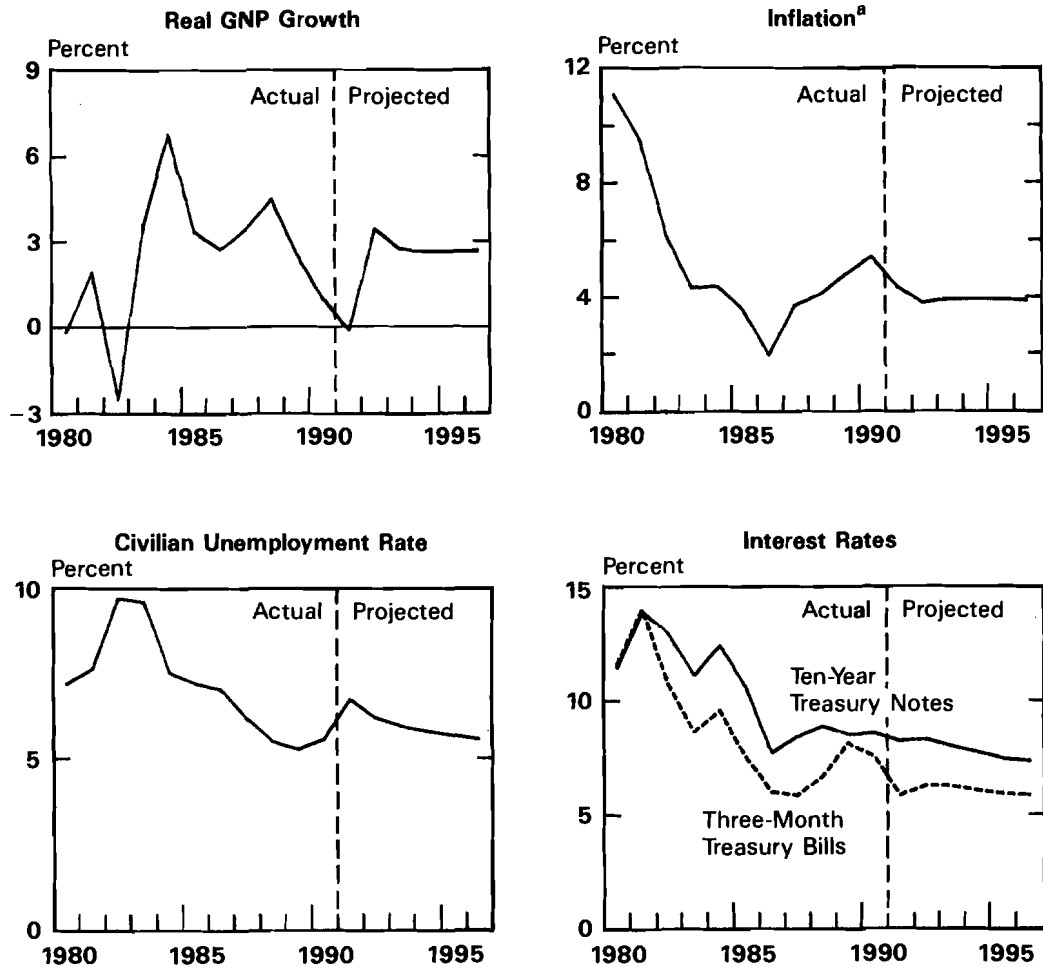 Real GNP Growth
Percent
9
6
3
0
−3
Actual
Projected
1980 1985 1990 1995
Inflationª
Percent
12
8
4
0
Actual
Projected
1980 1985 1990 1995
Civilian Unemployment Rate
Percent
10
5
0
Actual
Projected
1980 1985 1990 1995
Interest Rates
Percent
15
10
5
0
Actual
Projected
Ten-Year
Treasury Notes
Three-Month
Treasury Bills
1980 1985 1990 1995